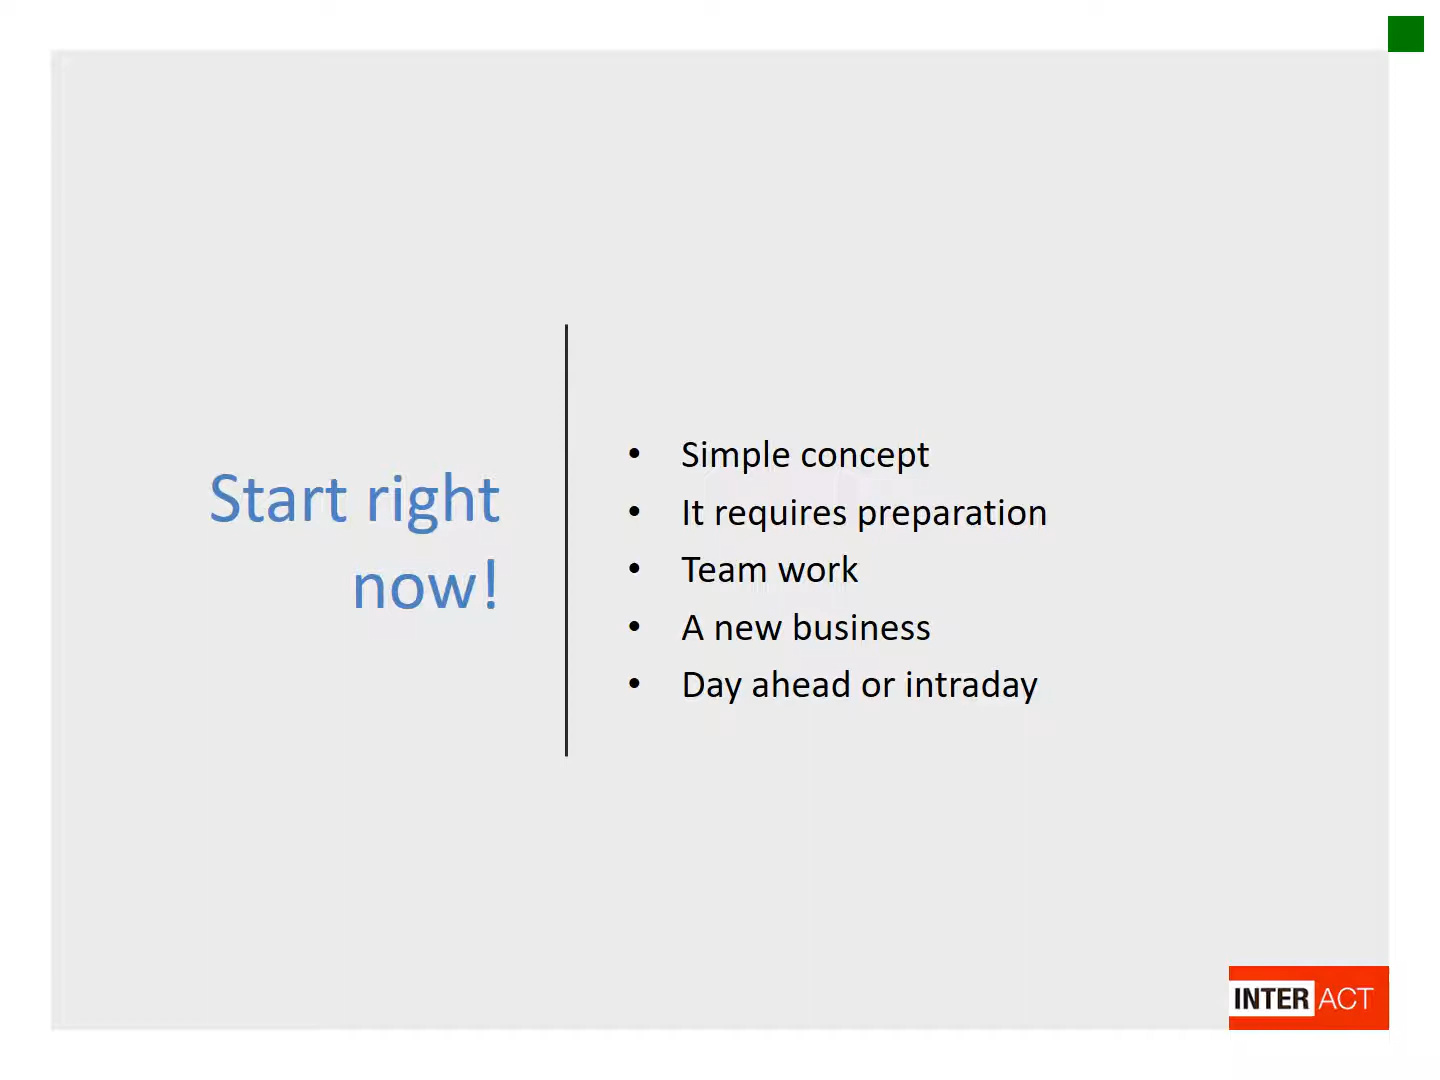 Start right
now!
• Simple concept
• It requires preparation
• Team work
• A new business
• Day ahead or intraday
INTER ACT